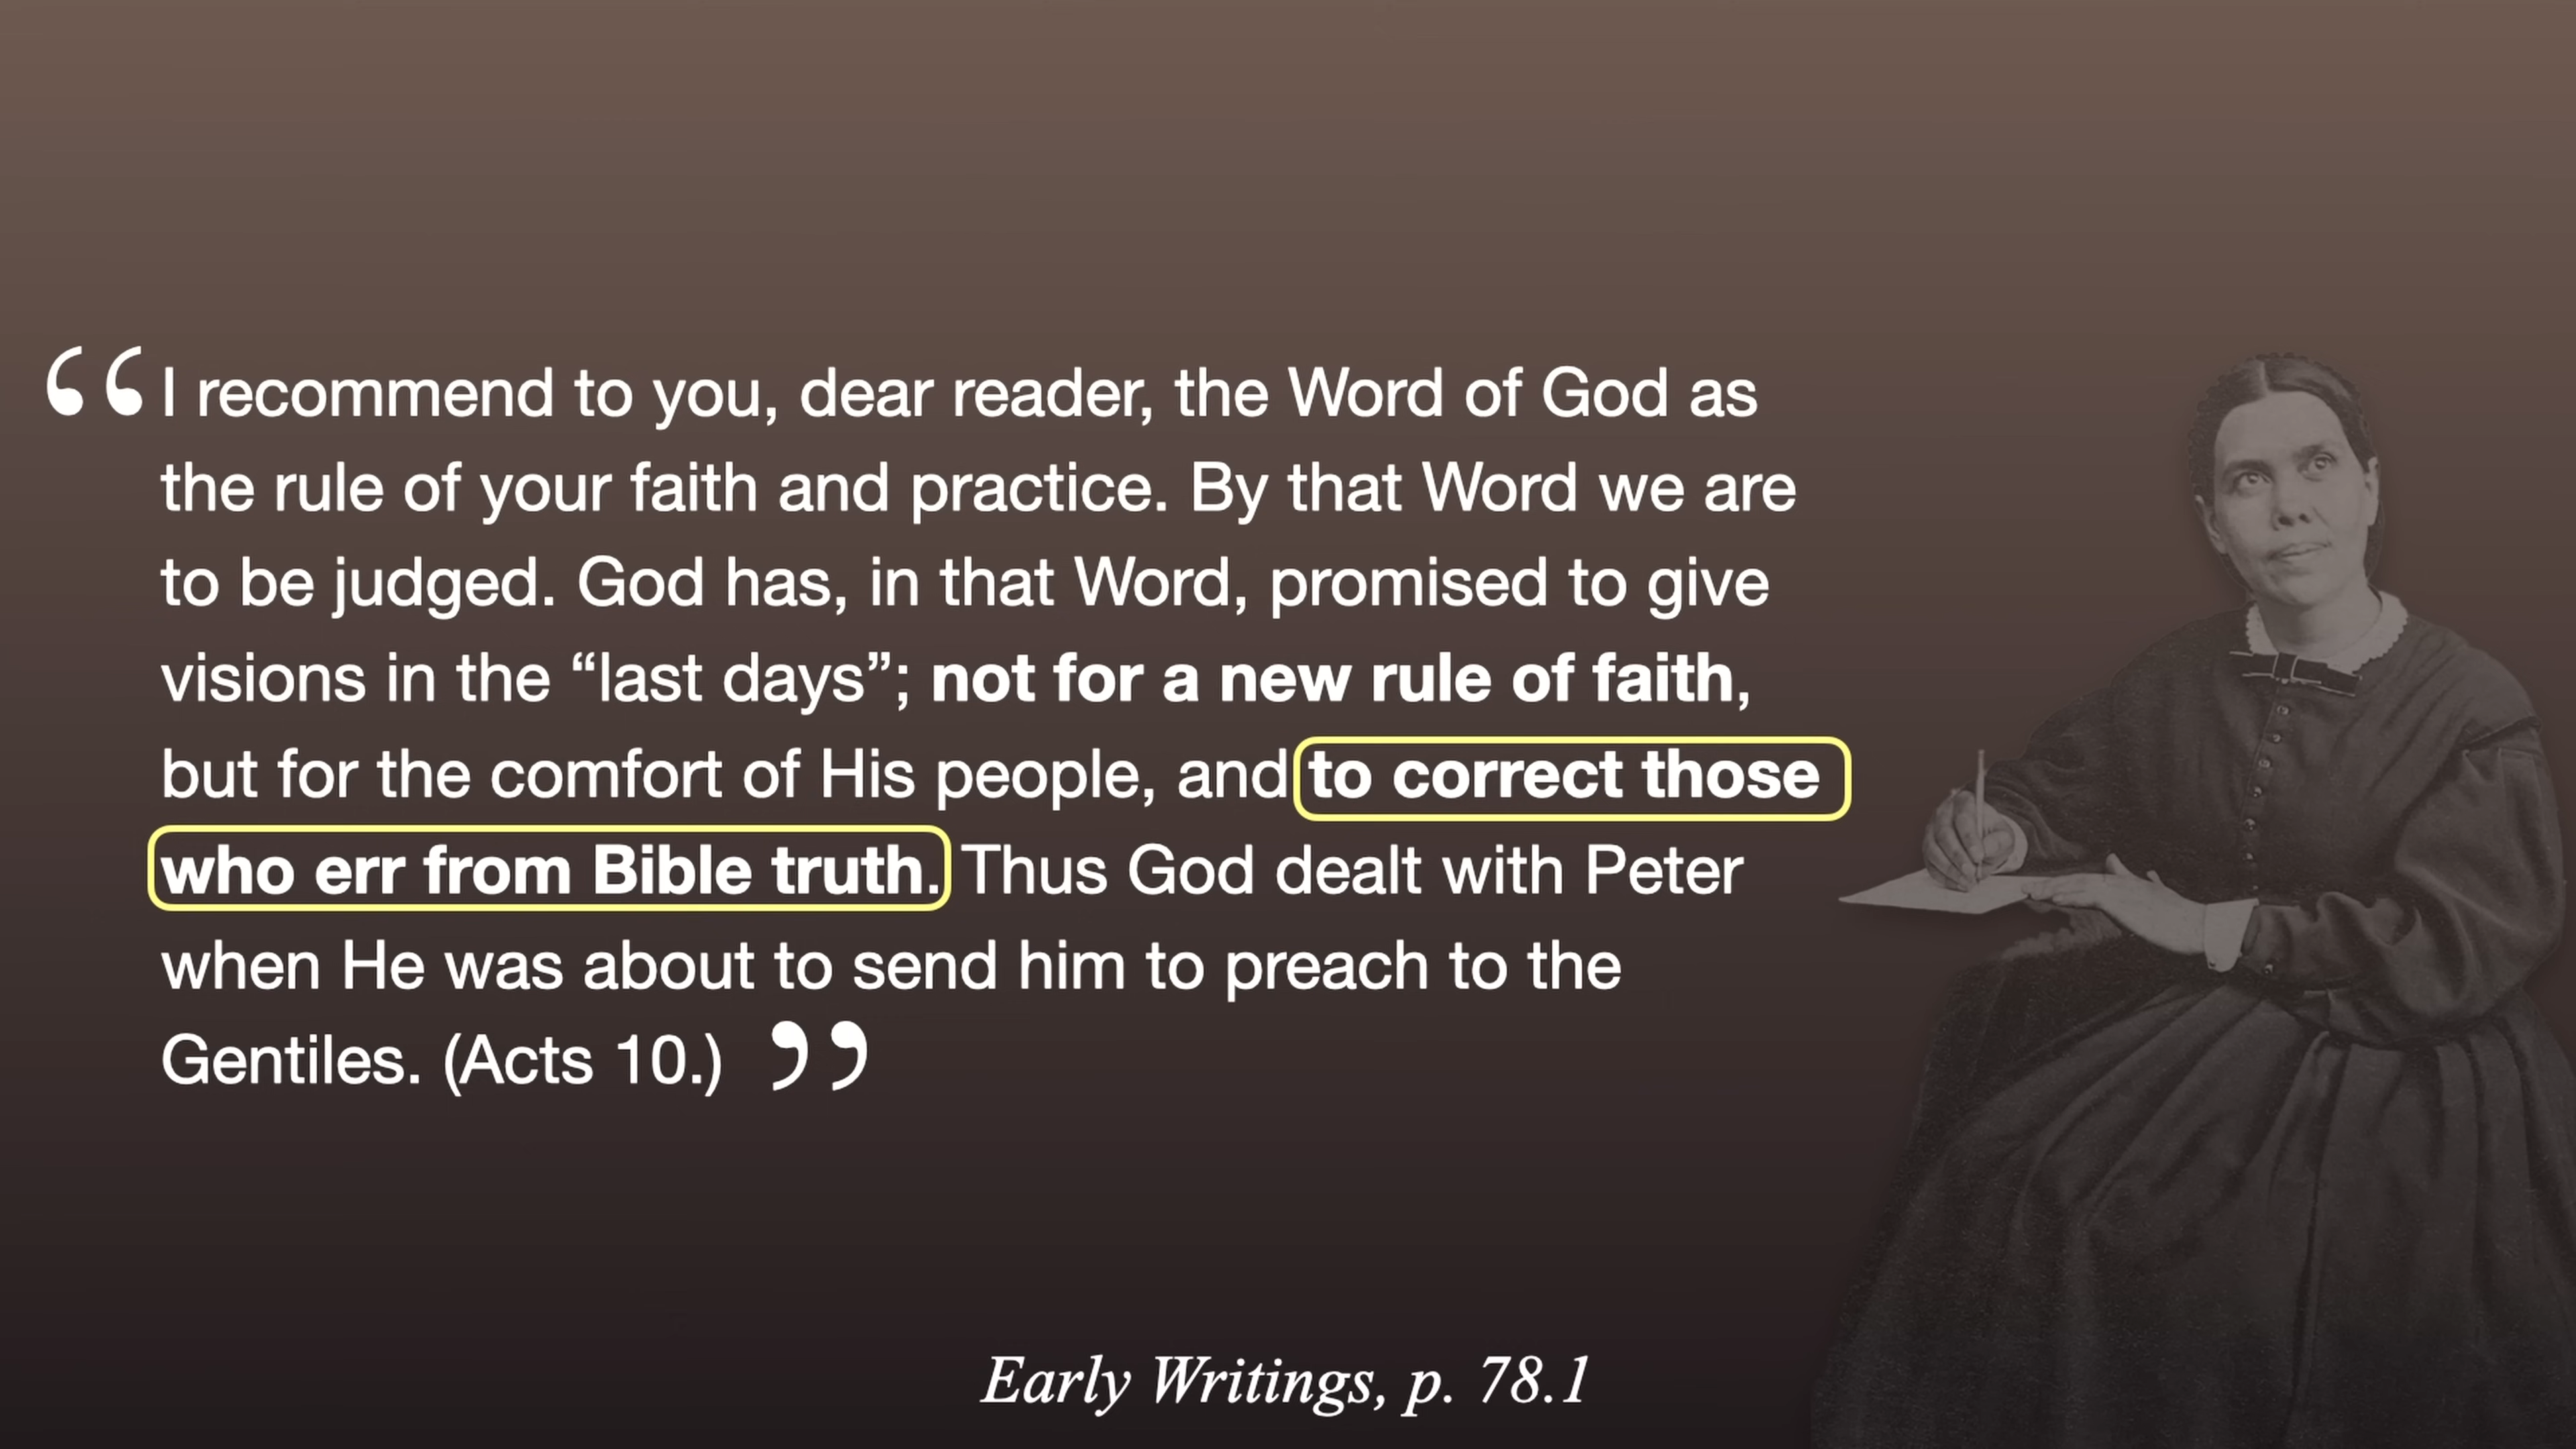 “I recommend to you, dear reader, the Word of God as
the rule of your faith and practice. By that Word we are
to be judged. God has, in that Word, promised to give
visions in the “last days”; not for a new rule of faith,
but for the comfort of His people, and to correct those
who err from Bible truth. Thus God dealt with Peter
when He was about to send him to preach to the
Gentiles. (Acts 10.) ”
Early Writings, p. 78.1